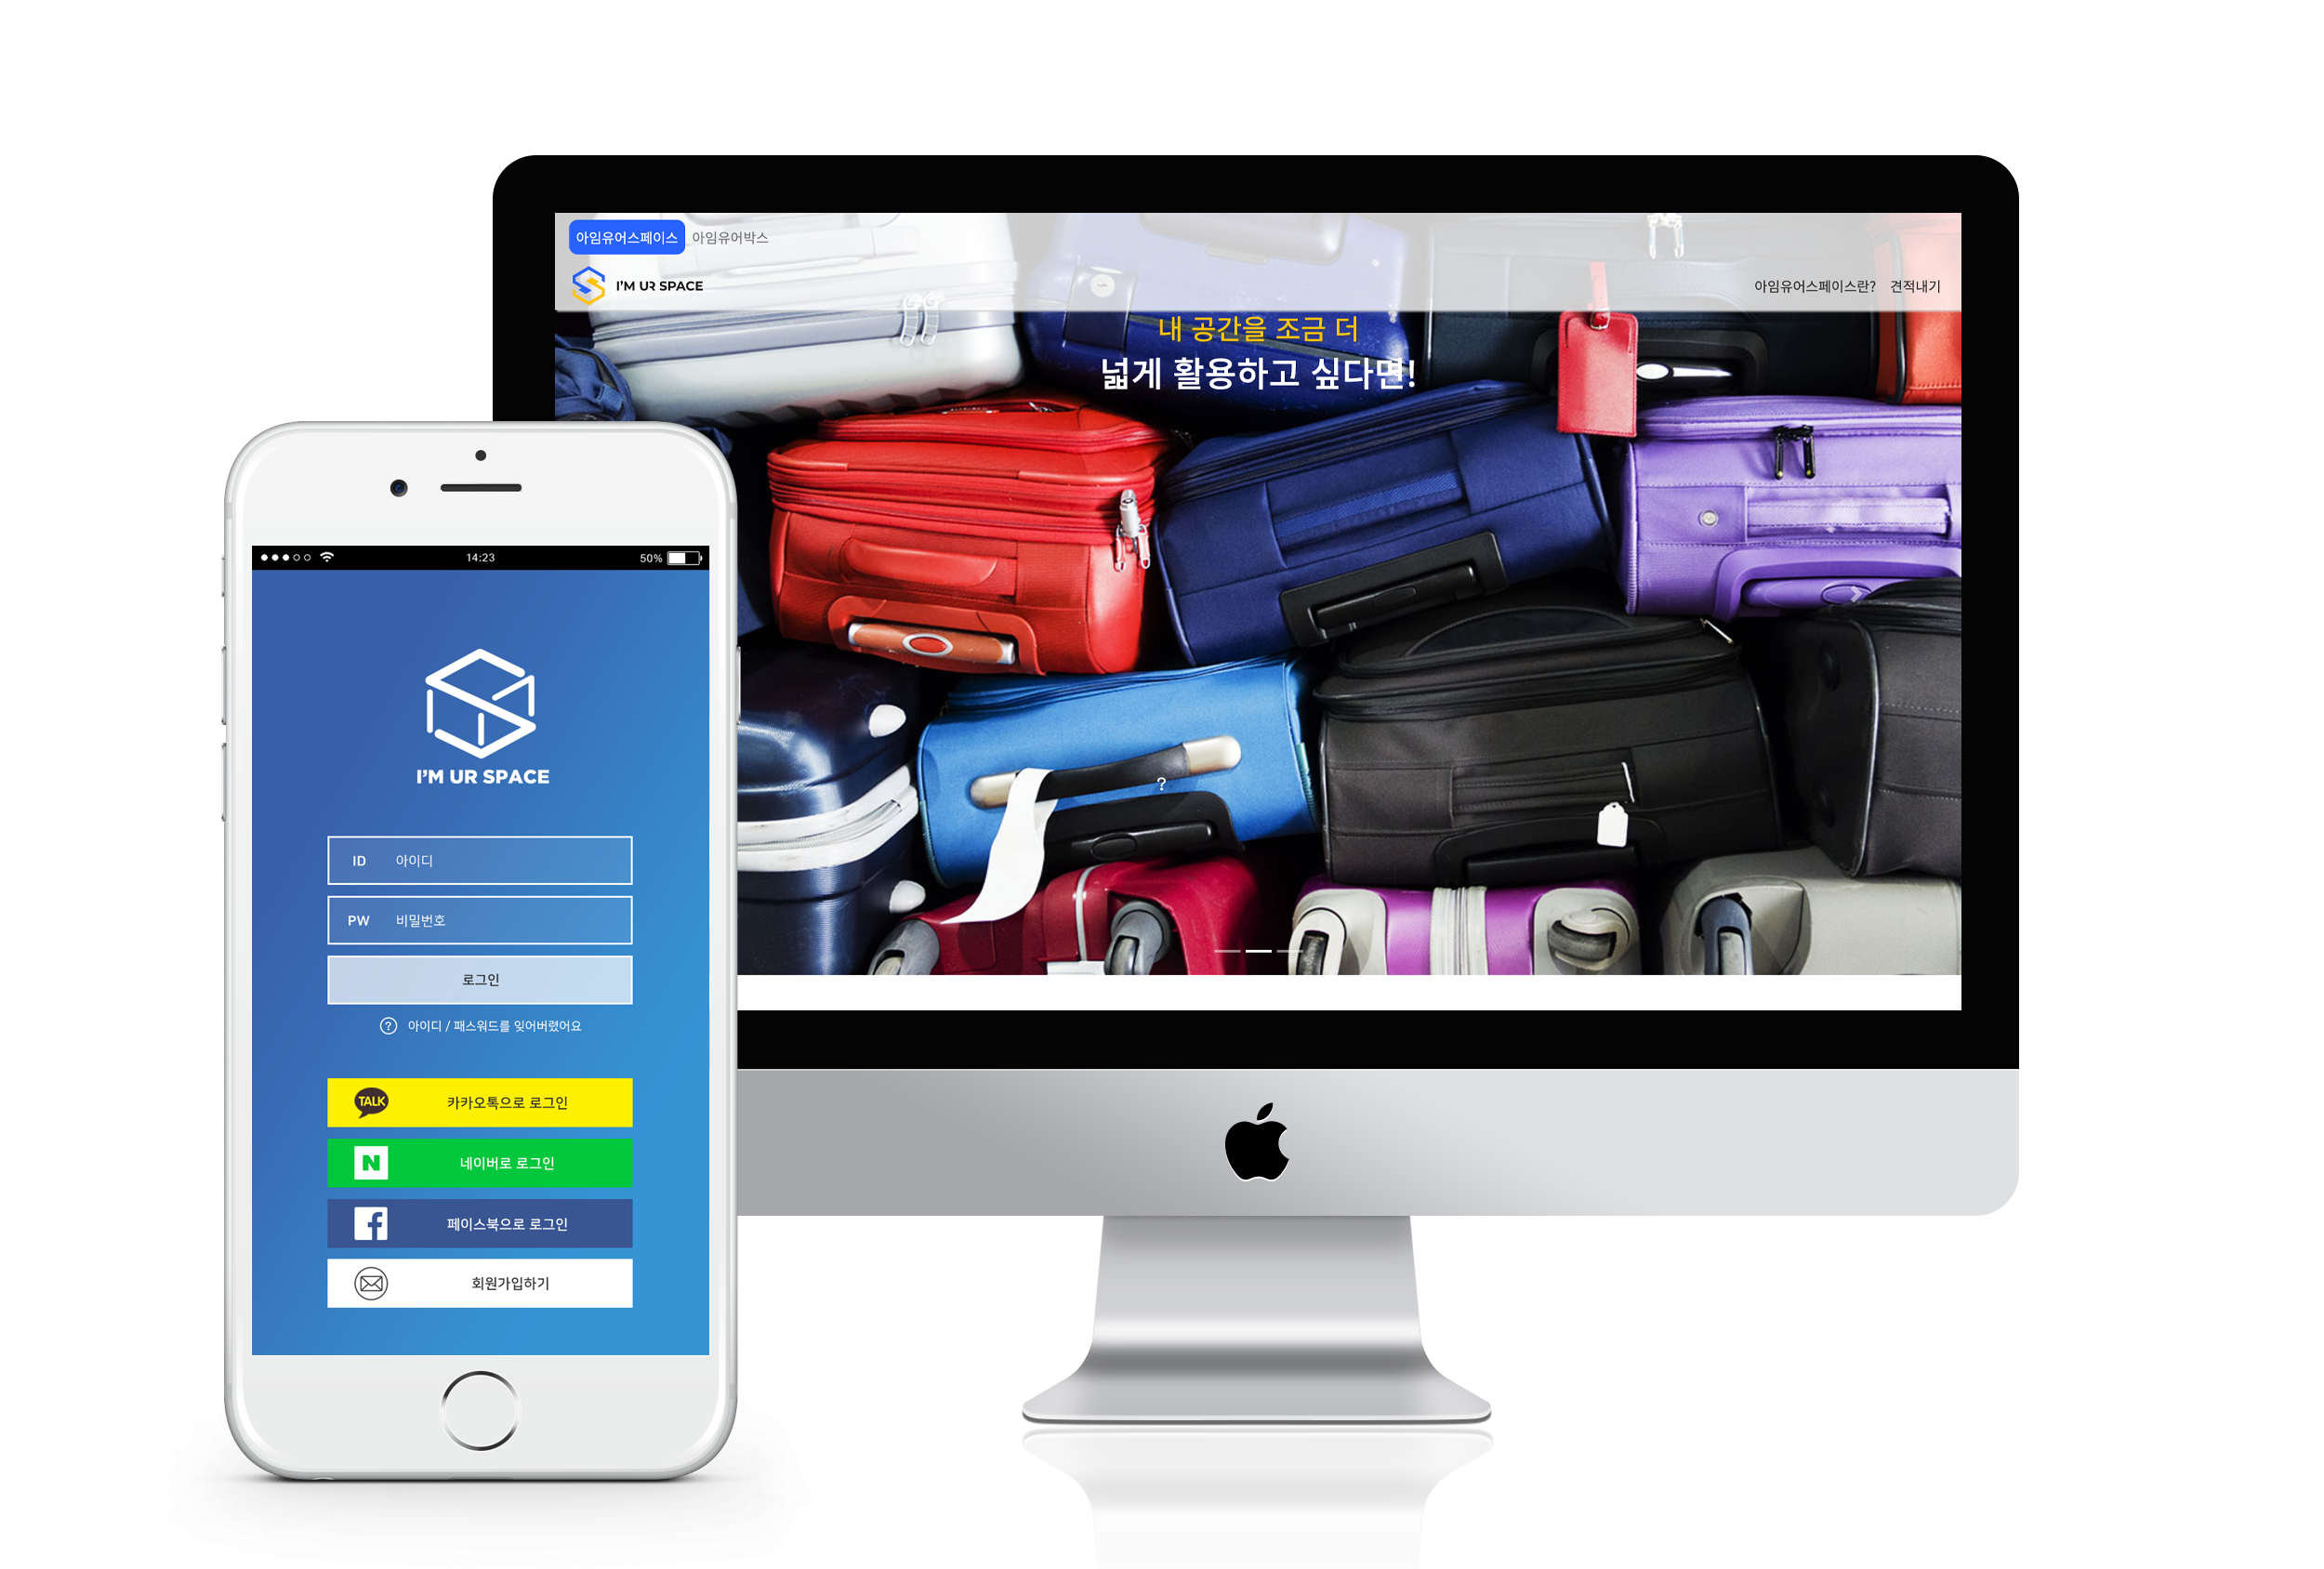 아임유어스페이스 아임유어박스
I'M UR SPACE
아임유어스페이스란? 견적내기
내 공간을 조금 더
넓게 활용하고 싶다면!
?
14:23 50%
I'M UR SPACE
ID 아이디
PW 비밀번호
로그인
? 아이디 / 패스워드를 잊어버렸어요
TALK 카카오톡으로 로그인
N 네이버로 로그인
f 페이스북으로 로그인
회원가입하기